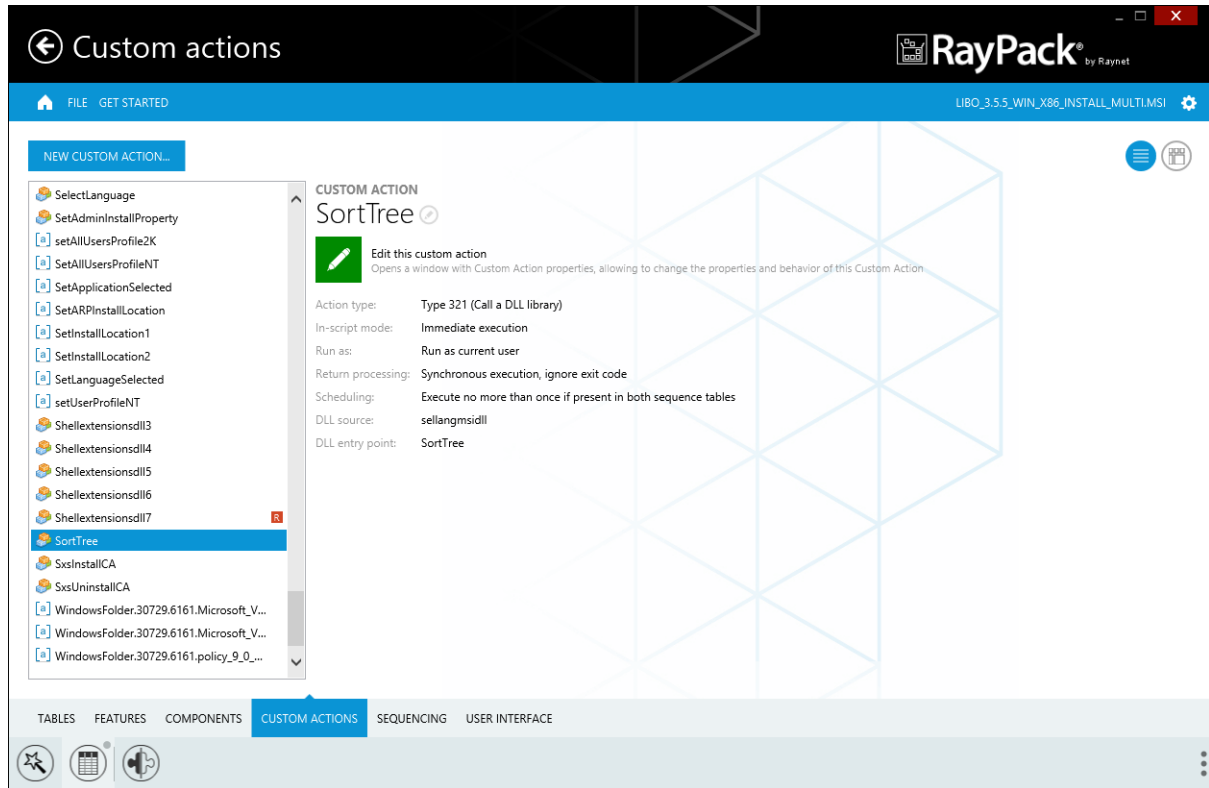 Custom actions
RayPack® by Raynet
FILE GET STARTED
LIBO_3.5.5_WIN_X86_INSTALL_MULTI.MSI
NEW CUSTOM ACTION...
SelectLanguage
SetAdminInstallProperty
[a] setAllUsersProfile2K
[a] SetAllUsersProfileNT
[a] SetApplicationSelected
[a] SetARPInstallLocation
[a] SetInstallLocation1
[a] SetInstallLocation2
[a] SetLanguageSelected
[a] setUserProfileNT
Shellextensionsdll3
Shellextensionsdll4
Shellextensionsdll5
Shellextensionsdll6
Shellextensionsdll7 R
SortTree
SxsInstallCA
SxsUninstallCA
[a] WindowsFolder.30729.6161.Microsoft_V...
[a] WindowsFolder.30729.6161.Microsoft_V...
[a] WindowsFolder.30729.6161.policy_9_0_...
CUSTOM ACTION
SortTree
Edit this custom action
Opens a window with Custom Action properties, allowing to change the properties and behavior of this Custom Action
Action type: Type 321 (Call a DLL library)
In-script mode: Immediate execution
Run as: Run as current user
Return processing: Synchronous execution, ignore exit code
Scheduling: Execute no more than once if present in both sequence tables
DLL source: sellangmsidll
DLL entry point: SortTree
TABLES FEATURES COMPONENTS CUSTOM ACTIONS SEQUENCING USER INTERFACE